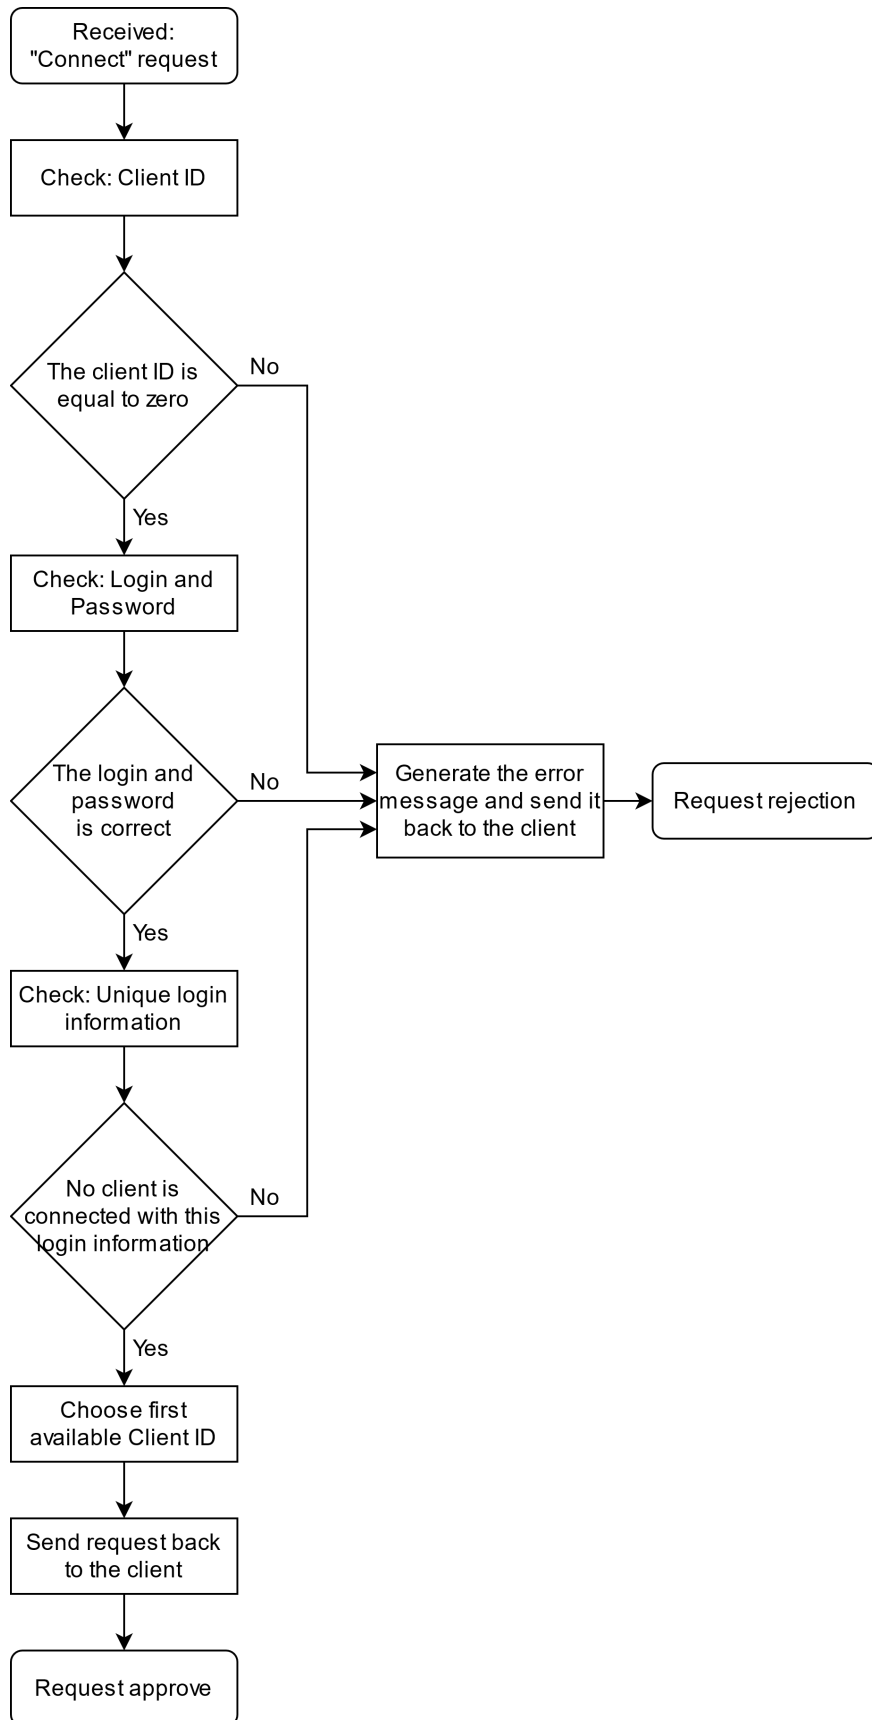 Received:
"Connect" request
Check: Client ID
The client ID is
equal to zero
No
Yes
Check: Login and
Password
The login and
password
is correct
No
Generate the error
message and send it
back to the client
Request rejection
Yes
Check: Unique login
information
No client is
connected with this
login information
No
Yes
Choose first
available Client ID
Send request back
to the client
Request approve